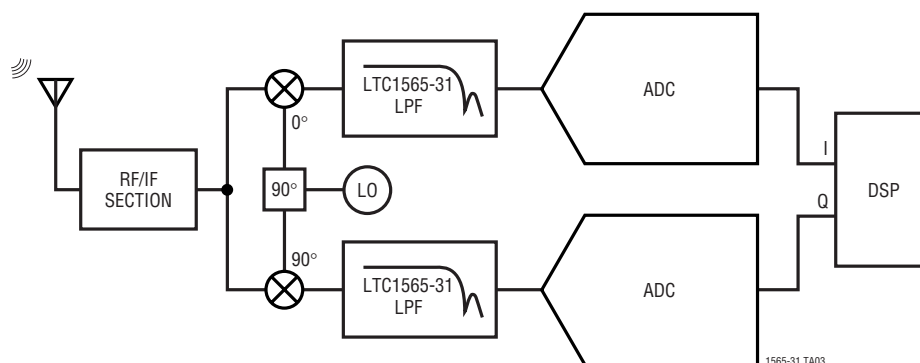 LTC1565-31
LPF
ADC
0°
I
RF/IF
SECTION
90°
LO
DSP
Q
90°
LTC1565-31
LPF
ADC
1565-31 TA03